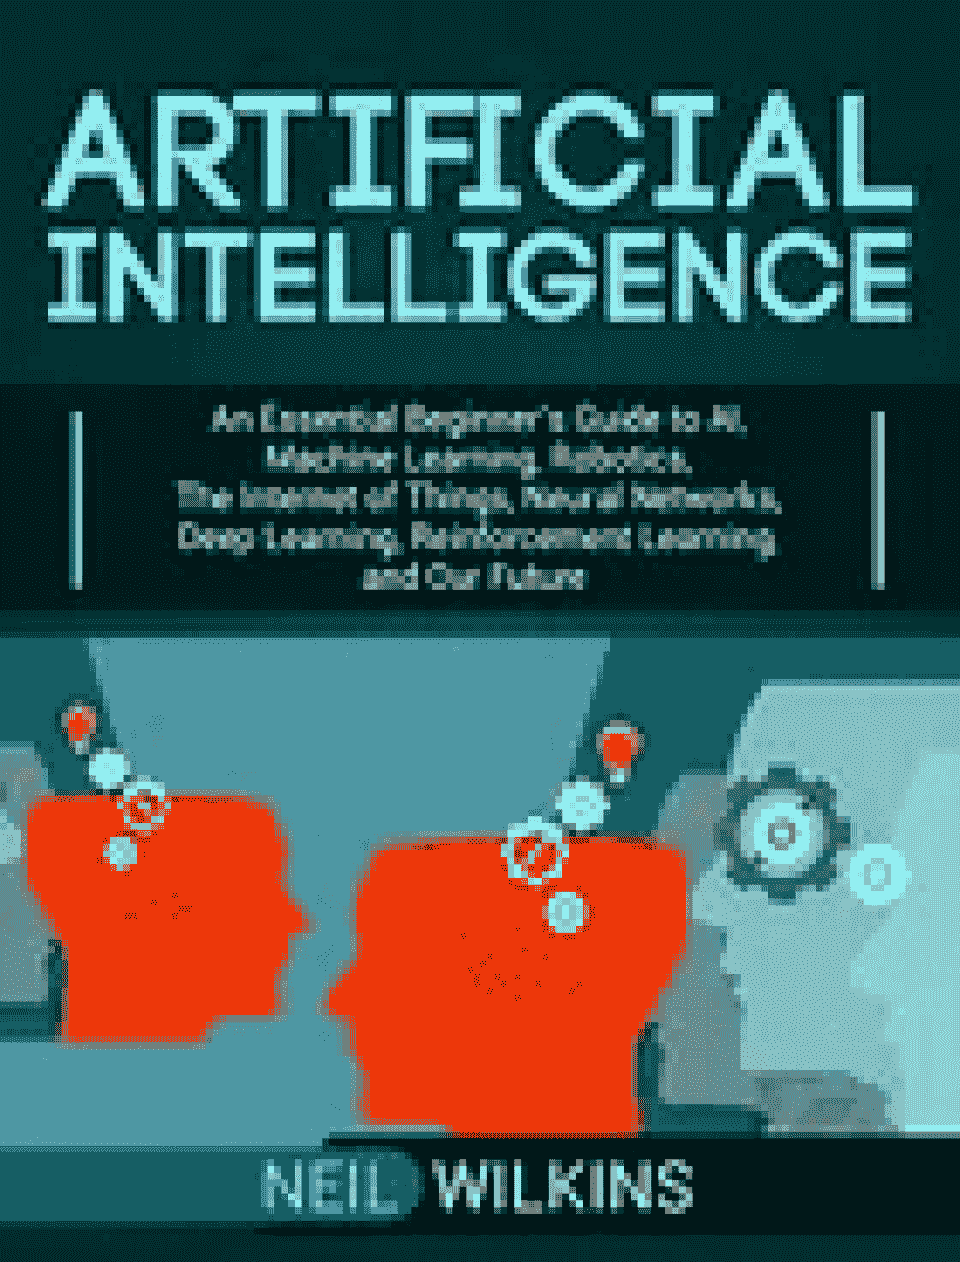 ARTIFICIAL
INTELLIGENCE
An Essential Beginner's Guide to AI,
Machine Learning, Robotics,
The Internet of Things, Neural Networks,
Deep Learning, Reinforcement Learning
and Our Future
NEIL WILKINS